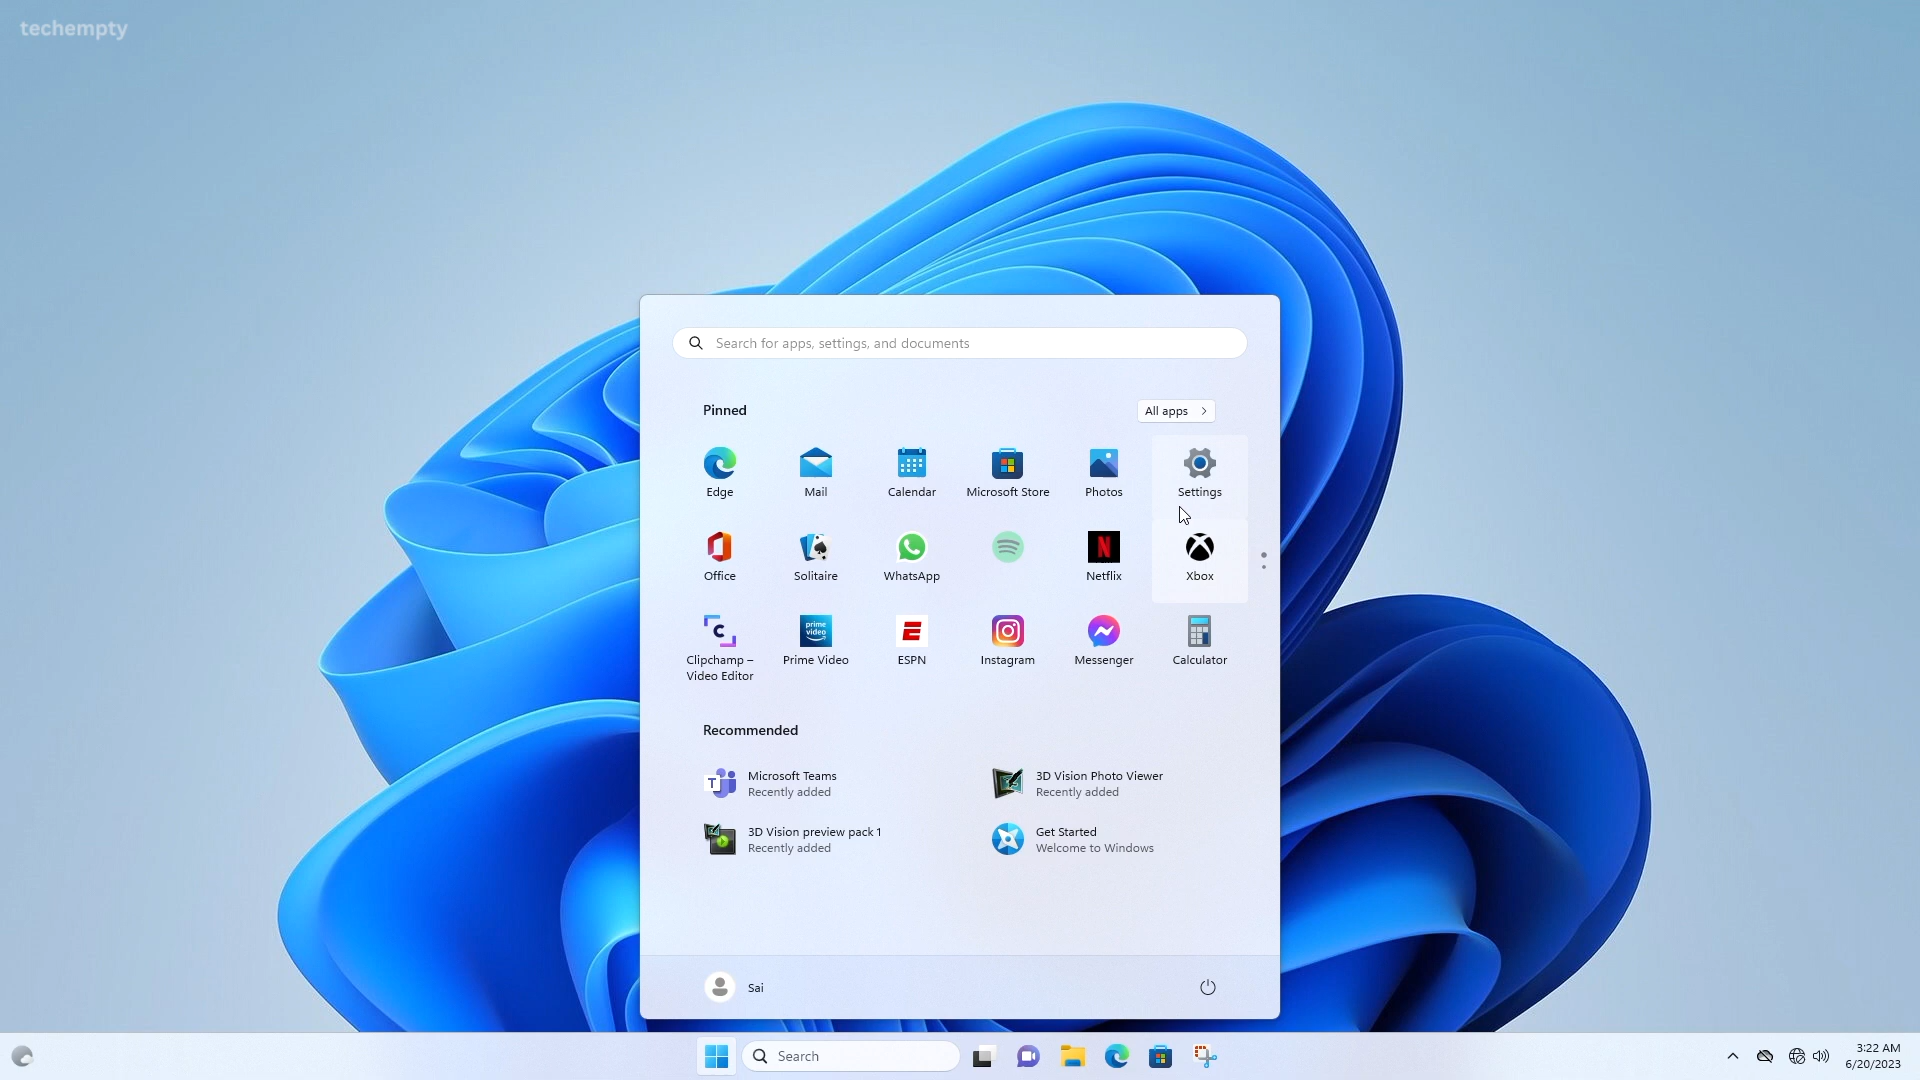 techempty
Search for apps, settings, and documents
Pinned
All apps
Edge
Mail
Calendar
Microsoft Store
Photos
Settings
Office
Solitaire
WhatsApp
Netflix
Xbox
Clipchamp –
Video Editor
prime
video
Prime Video
ESPN
Instagram
Messenger
Calculator
Recommended
Microsoft Teams
Recently added
3D Vision Photo Viewer
Recently added
3D Vision preview pack 1
Recently added
Get Started
Welcome to Windows
Sai
Search
3:22 AM
6/20/2023